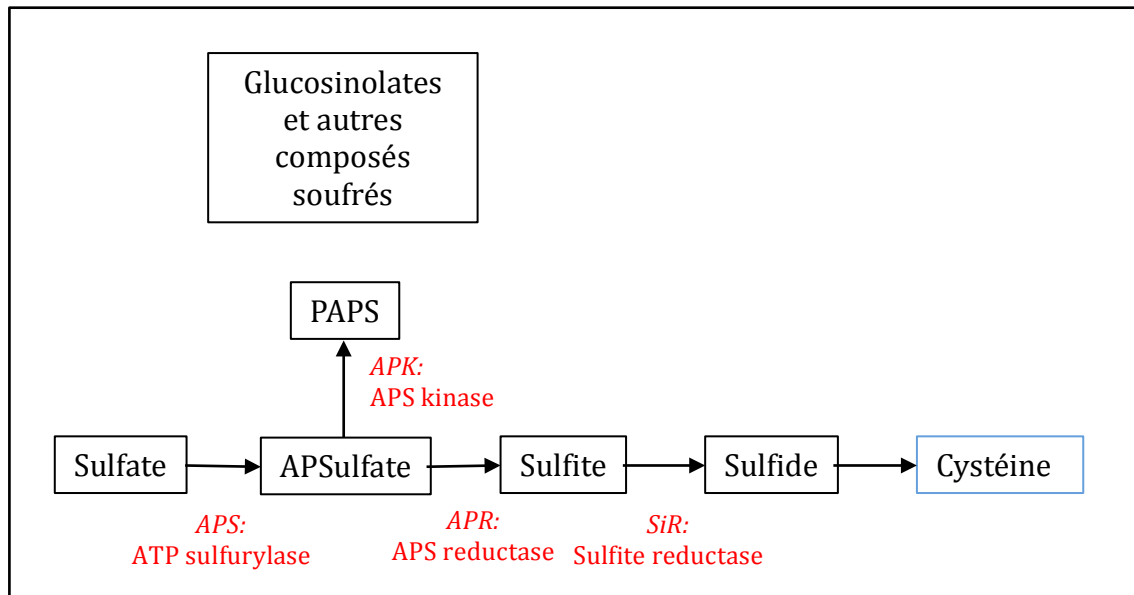 Glucosinolates
et autres
composés
soufrés
PAPS
APK:
APS kinase
Sulfate
APSulfate
Sulfite
Sulfide
Cystéine
APS:
ATP sulfurylase
APR:
APS reductase
SiR:
Sulfite reductase